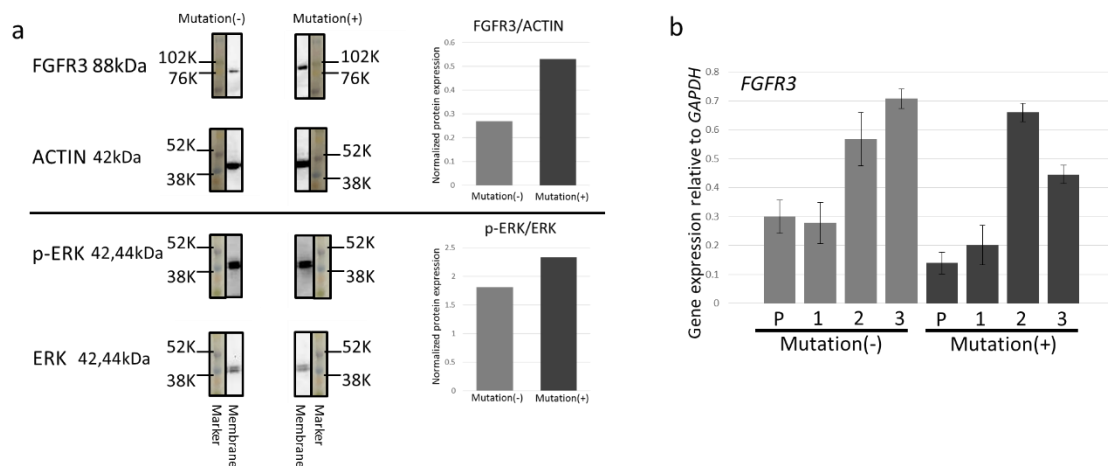 a
Mutation(-)
Mutation(+)
FGFR3 88kDa
102K
76K
102K
76K
ACTIN 42kDa
52K
38K
52K
38K
p-ERK 42,44kDa
52K
38K
52K
38K
ERK 42,44kDa
52K
38K
52K
38K
Marker
Membrane
Membrane
Marker
FGFR3/ACTIN
Normalized protein expression
0.6
0.5
0.4
0.3
0.2
0.1
0
Mutation(-)
Mutation(+)
p-ERK/ERK
Normalized protein expression
2.5
2
1.5
1
0.5
0
Mutation(-)
Mutation(+)
b
FGFR3
Gene expression relative to GAPDH
0.8
0.7
0.6
0.5
0.4
0.3
0.2
0.1
0
P 1 2 3 P 1 2 3
Mutation(-) Mutation(+)